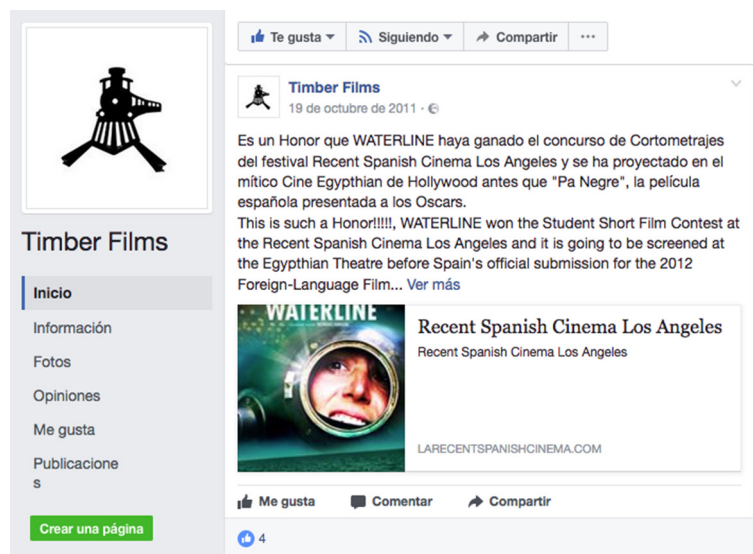 Te gusta
Siguiendo
Compartir
Timber Films
19 de octubre de 2011
Es un Honor que WATERLINE haya ganado el concurso de Cortometrajes
del festival Recent Spanish Cinema Los Angeles y se ha proyectado en el
mítico Cine Egypthian de Hollywood antes que "Pa Negre", la película
española presentada a los Oscars.
This is such a Honor!!!!!, WATERLINE won the Student Short Film Contest at
the Recent Spanish Cinema Los Angeles and it is going to be screened at
the Egypthian Theatre before Spain's official submission for the 2012
Foreign-Language Film... Ver más
WATERLINE
Recent Spanish Cinema Los Angeles
Recent Spanish Cinema Los Angeles
LARECENTSPANISHCINEMA.COM
Me gusta
Comentar
Compartir
4
Timber Films
Inicio
Información
Fotos
Opiniones
Me gusta
Publicacione
s
Crear una página